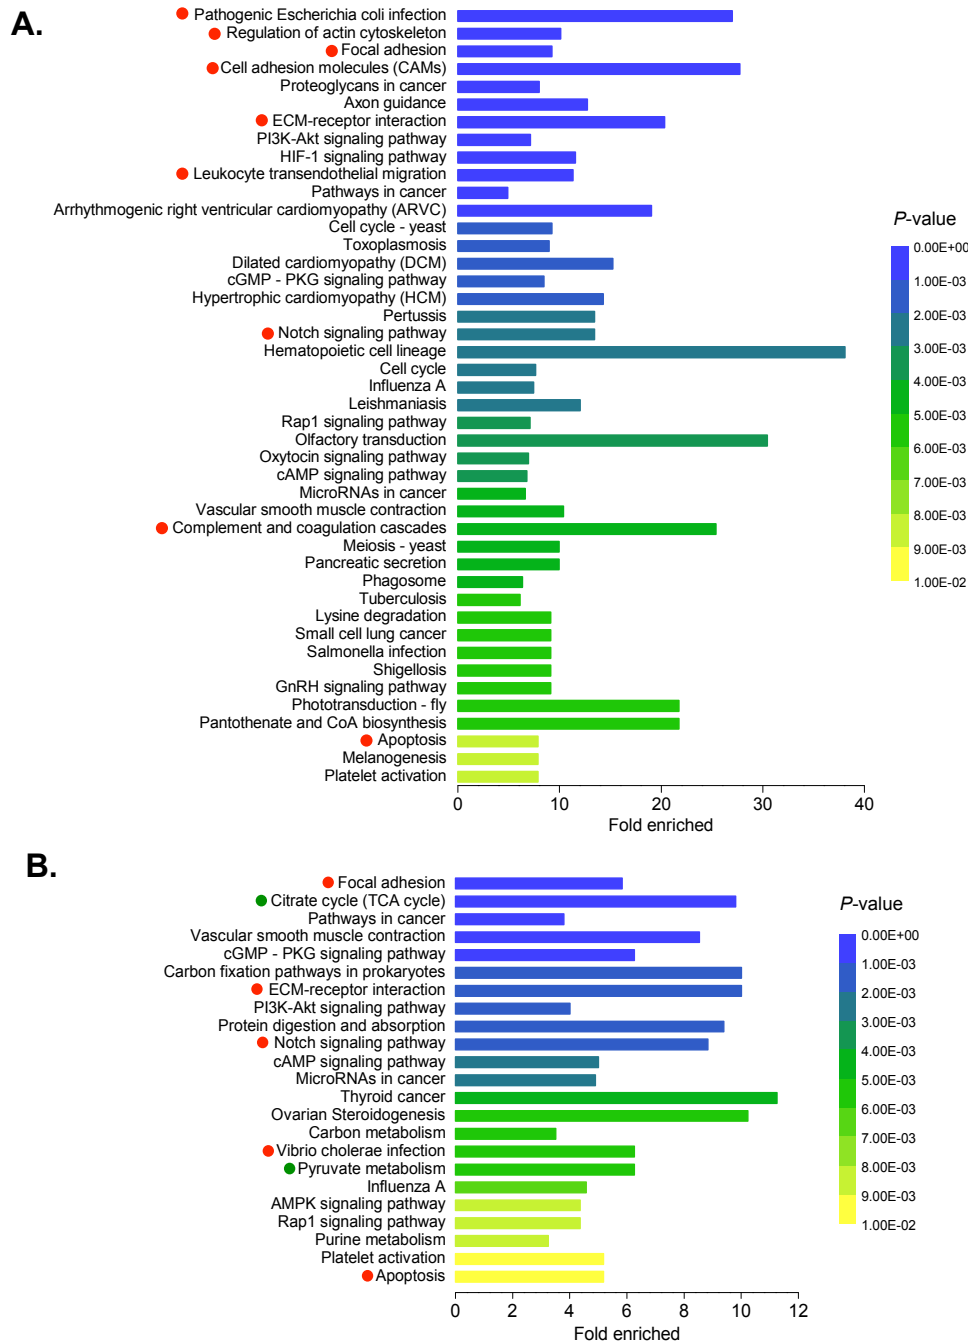 A.
Pathogenic Escherichia coli infection
Regulation of actin cytoskeleton
Focal adhesion
Cell adhesion molecules (CAMs)
Proteoglycans in cancer
Axon guidance
ECM-receptor interaction
PI3K-Akt signaling pathway
HIF-1 signaling pathway
Leukocyte transendothelial migration
Pathways in cancer
Arrhythmogenic right ventricular cardiomyopathy (ARVC)
Cell cycle - yeast
Toxoplasmosis
Dilated cardiomyopathy (DCM)
cGMP - PKG signaling pathway
Hypertrophic cardiomyopathy (HCM)
Pertussis
Notch signaling pathway
Hematopoietic cell lineage
Cell cycle
Influenza A
Leishmaniasis
Rap1 signaling pathway
Olfactory transduction
Oxytocin signaling pathway
cAMP signaling pathway
MicroRNAs in cancer
Vascular smooth muscle contraction
Complement and coagulation cascades
Meiosis - yeast
Pancreatic secretion
Phagosome
Tuberculosis
Lysine degradation
Small cell lung cancer
Salmonella infection
Shigellosis
GnRH signaling pathway
Phototransduction - fly
Pantothenate and CoA biosynthesis
Apoptosis
Melanogenesis
Platelet activation
0 10 20 30 40
Fold enriched
P-value
0.00E+00
1.00E-03
2.00E-03
3.00E-03
4.00E-03
5.00E-03
6.00E-03
7.00E-03
8.00E-03
9.00E-03
1.00E-02
B.
Focal adhesion
Citrate cycle (TCA cycle)
Pathways in cancer
Vascular smooth muscle contraction
cGMP - PKG signaling pathway
Carbon fixation pathways in prokaryotes
ECM-receptor interaction
PI3K-Akt signaling pathway
Protein digestion and absorption
Notch signaling pathway
cAMP signaling pathway
MicroRNAs in cancer
Thyroid cancer
Ovarian Steroidogenesis
Carbon metabolism
Vibrio cholerae infection
Pyruvate metabolism
Influenza A
AMPK signaling pathway
Rap1 signaling pathway
Purine metabolism
Platelet activation
Apoptosis
0 2 4 6 8 10 12
Fold enriched
P-value
0.00E+00
1.00E-03
2.00E-03
3.00E-03
4.00E-03
5.00E-03
6.00E-03
7.00E-03
8.00E-03
9.00E-03
1.00E-02